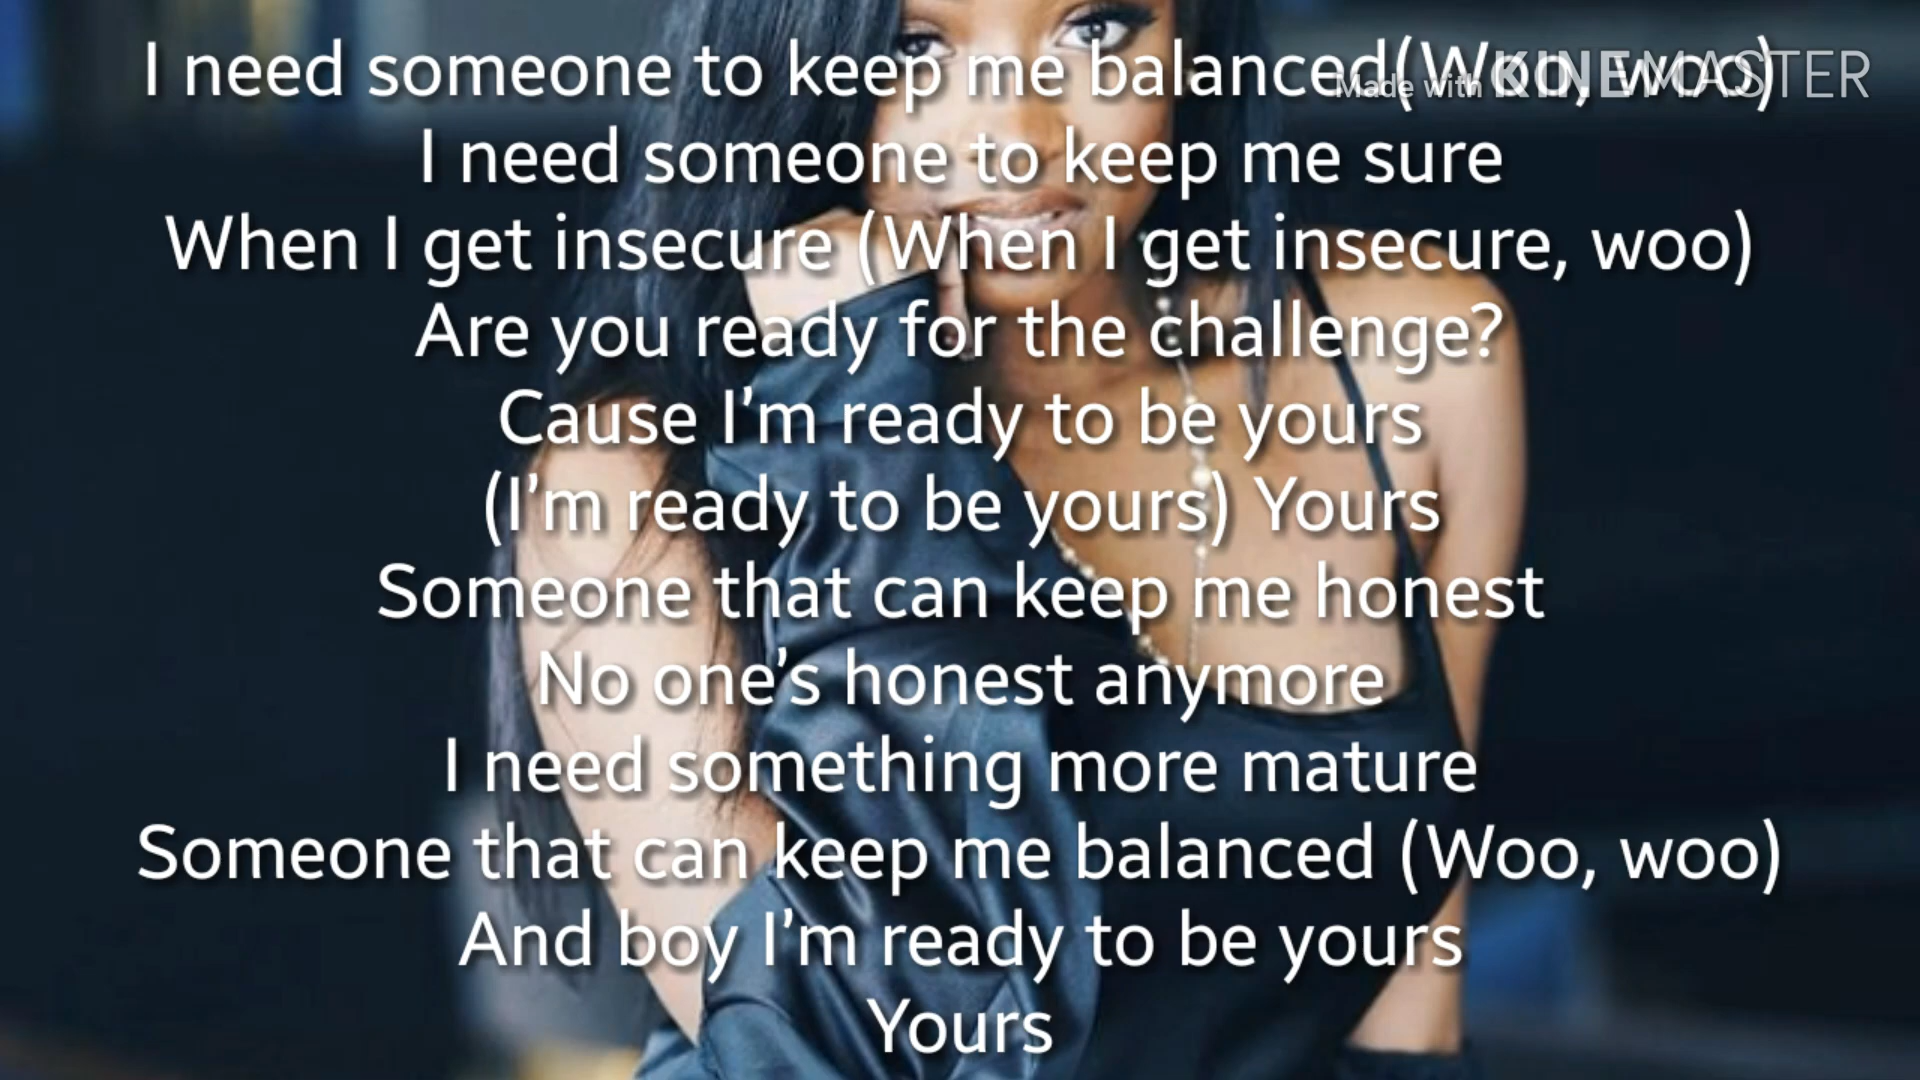 I need someone to keep me balanced(Woo, woo)
Made with KINEMASTER
I need someone to keep me sure
When I get insecure (When I get insecure, woo)
Are you ready for the challenge?
Cause I'm ready to be yours
(I'm ready to be yours) Yours
Someone that can keep me honest
No one's honest anymore
I need something more mature
Someone that can keep me balanced (Woo, woo)
And boy I'm ready to be yours
Yours